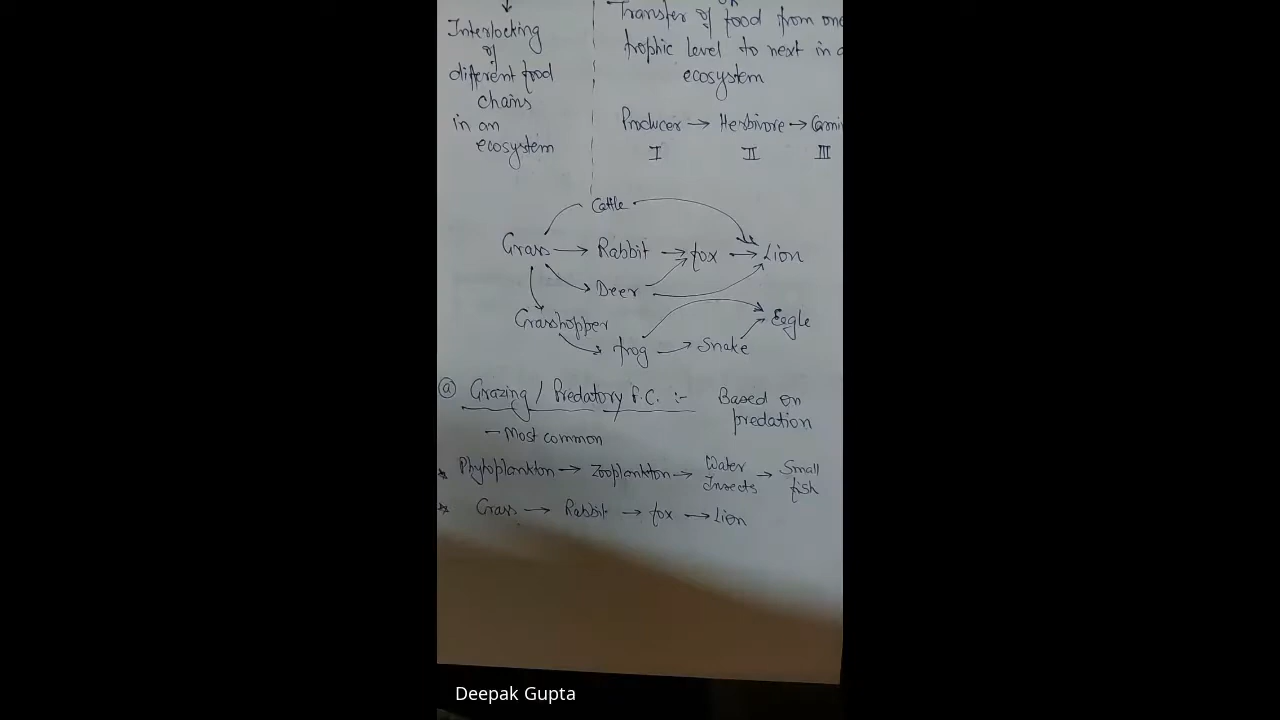 Interlocking
of
different food
chains
in an
ecosystem
OR
Transfer of food from one
trophic level to next in a
ecosystem
Producer → Herbivore → Carni
I II III
Cattle
Grass → Rabbit → fox → Lion
Deer
Grasshopper
Eagle
frog → Snake
(a) Grazing / Predatory F.C. :- Based on
predation
- Most common
* Phytoplankton → Zooplankton → Water Insects → Small fish
* Grass → Rabbit → fox → Lion
Deepak Gupta